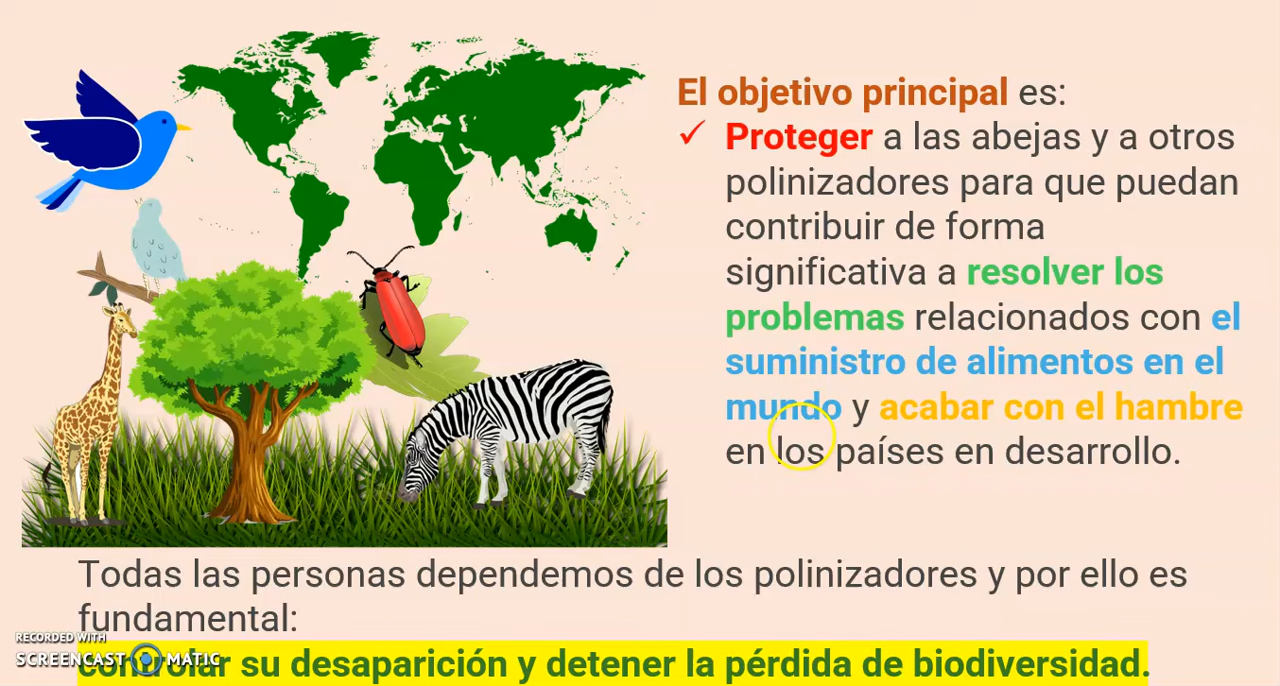 El objetivo principal es:
✓ Proteger a las abejas y a otros
polinizadores para que puedan
contribuir de forma
significativa a resolver los
problemas relacionados con el
suministro de alimentos en el
mundo y acabar con el hambre
en los países en desarrollo.
Todas las personas dependemos de los polinizadores y por ello es
fundamental:
controlar su desaparición y detener la pérdida de biodiversidad.
RECORDED WITH
SCREENCAST MATIC